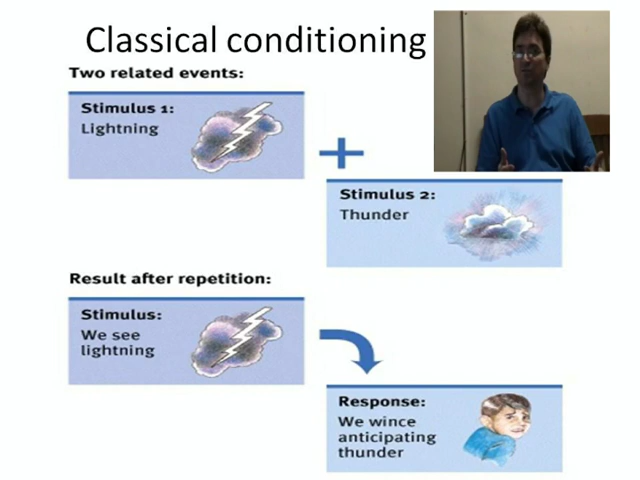 Classical conditioning
Two related events:
Stimulus 1:
Lightning
Stimulus 2:
Thunder
Result after repetition:
Stimulus:
We see
lightning
Response:
We wince
anticipating
thunder